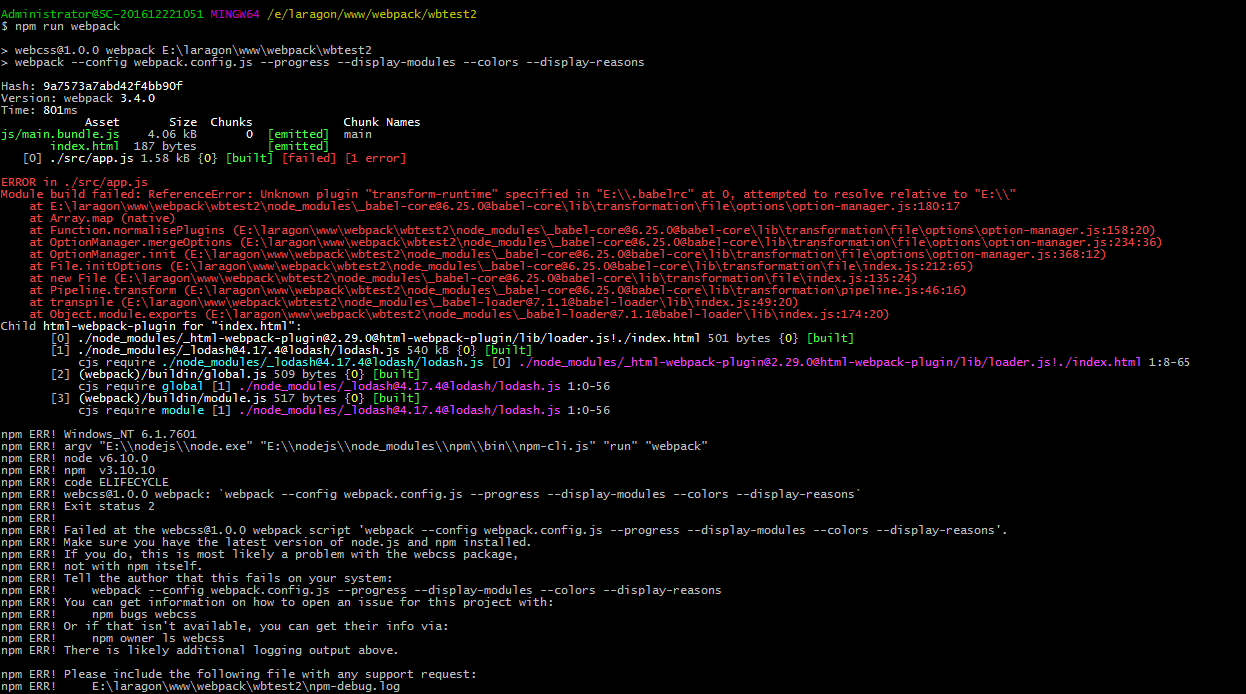 Administrator@SC-201612221051 MINGW64 /e/laragon/www/webpack/wbtest2
$ npm run webpack
> webcss@1.0.0 webpack E:\laragon\www\webpack\wbtest2
> webpack --config webpack.config.js --progress --display-modules --colors --display-reasons
Hash: 9a7573a7abd42f4bb90f
Version: webpack 3.4.0
Time: 801ms
Asset Size Chunks Chunk Names
js/main.bundle.js 4.06 kB 0 [emitted] main
index.html 187 bytes [emitted]
[0] ./src/app.js 1.58 kB {0} [built] [failed] [1 error]
ERROR in ./src/app.js
Module build failed: ReferenceError: Unknown plugin "transform-runtime" specified in "E:\\.babelrc" at 0, attempted to resolve relative to "E:\\"
at E:\laragon\www\webpack\wbtest2\node_modules\_babel-core@6.25.0@babel-core\lib\transformation\file\options\option-manager.js:180:17
at Array.map (native)
at Function.normalisePlugins (E:\laragon\www\webpack\wbtest2\node_modules\_babel-core@6.25.0@babel-core\lib\transformation\file\options\option-manager.js:158:20)
at OptionManager.mergeOptions (E:\laragon\www\webpack\wbtest2\node_modules\_babel-core@6.25.0@babel-core\lib\transformation\file\options\option-manager.js:234:36)
at OptionManager.init (E:\laragon\www\webpack\wbtest2\node_modules\_babel-core@6.25.0@babel-core\lib\transformation\file\options\option-manager.js:368:12)
at File.initOptions (E:\laragon\www\webpack\wbtest2\node_modules\_babel-core@6.25.0@babel-core\lib\transformation\file\index.js:212:65)
at new File (E:\laragon\www\webpack\wbtest2\node_modules\_babel-core@6.25.0@babel-core\lib\transformation\file\index.js:135:24)
at Pipeline.transform (E:\laragon\www\webpack\wbtest2\node_modules\_babel-core@6.25.0@babel-core\lib\transformation\pipeline.js:46:16)
at transpile (E:\laragon\www\webpack\wbtest2\node_modules\_babel-loader@7.1.1@babel-loader\lib\index.js:49:20)
at Object.module.exports (E:\laragon\www\webpack\wbtest2\node_modules\_babel-loader@7.1.1@babel-loader\lib\index.js:174:20)
Child html-webpack-plugin for "index.html":
[0] ./node_modules/_html-webpack-plugin@2.29.0@html-webpack-plugin/lib/loader.js!./index.html 501 bytes {0} [built]
[1] ./node_modules/_lodash@4.17.4@lodash/lodash.js 540 kB {0} [built]
cjs require ./node_modules/_lodash@4.17.4@lodash/lodash.js [0] ./node_modules/_html-webpack-plugin@2.29.0@html-webpack-plugin/lib/loader.js!./index.html 1:8-65
[2] (webpack)/buildin/global.js 509 bytes {0} [built]
cjs require global [1] ./node_modules/_lodash@4.17.4@lodash/lodash.js 1:0-56
[3] (webpack)/buildin/module.js 517 bytes {0} [built]
cjs require module [1] ./node_modules/_lodash@4.17.4@lodash/lodash.js 1:0-56
npm ERR! Windows_NT 6.1.7601
npm ERR! argv "E:\\nodejs\\node.exe" "E:\\nodejs\\node_modules\\npm\\bin\\npm-cli.js" "run" "webpack"
npm ERR! node v6.10.0
npm ERR! npm v3.10.10
npm ERR! code ELIFECYCLE
npm ERR! webcss@1.0.0 webpack: `webpack --config webpack.config.js --progress --display-modules --colors --display-reasons`
npm ERR! Exit status 2
npm ERR!
npm ERR! Failed at the webcss@1.0.0 webpack script 'webpack --config webpack.config.js --progress --display-modules --colors --display-reasons'.
npm ERR! Make sure you have the latest version of node.js and npm installed.
npm ERR! If you do, this is most likely a problem with the webcss package,
npm ERR! not with npm itself.
npm ERR! Tell the author that this fails on your system:
npm ERR! webpack --config webpack.config.js --progress --display-modules --colors --display-reasons
npm ERR! You can get information on how to open an issue for this project with:
npm ERR! npm bugs webcss
npm ERR! Or if that isn't available, you can get their info via:
npm ERR! npm owner ls webcss
npm ERR! There is likely additional logging output above.
npm ERR! Please include the following file with any support request:
npm ERR! E:\laragon\www\webpack\wbtest2\npm-debug.log